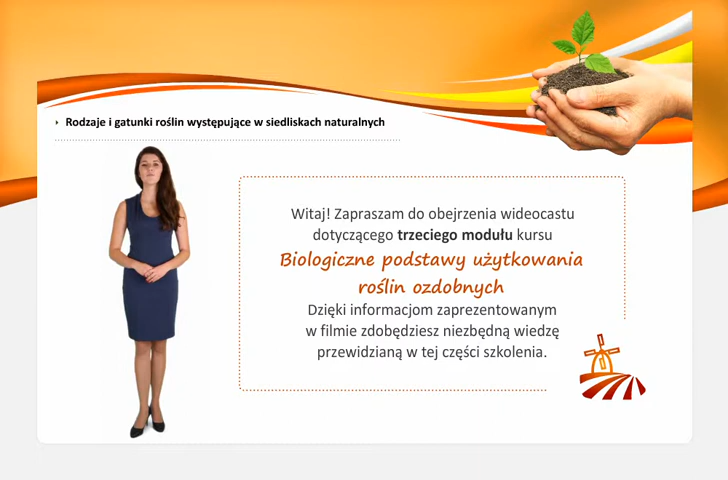 Rodzaje i gatunki roślin występujące w siedliskach naturalnych
Witaj! Zapraszam do obejrzenia wideocastu
dotyczącego trzeciego modułu kursu
Biologiczne podstawy użytkowania
roślin ozdobnych
Dzięki informacjom zaprezentowanym
w filmie zdobędziesz niezbędną wiedzę
przewidzianą w tej części szkolenia.